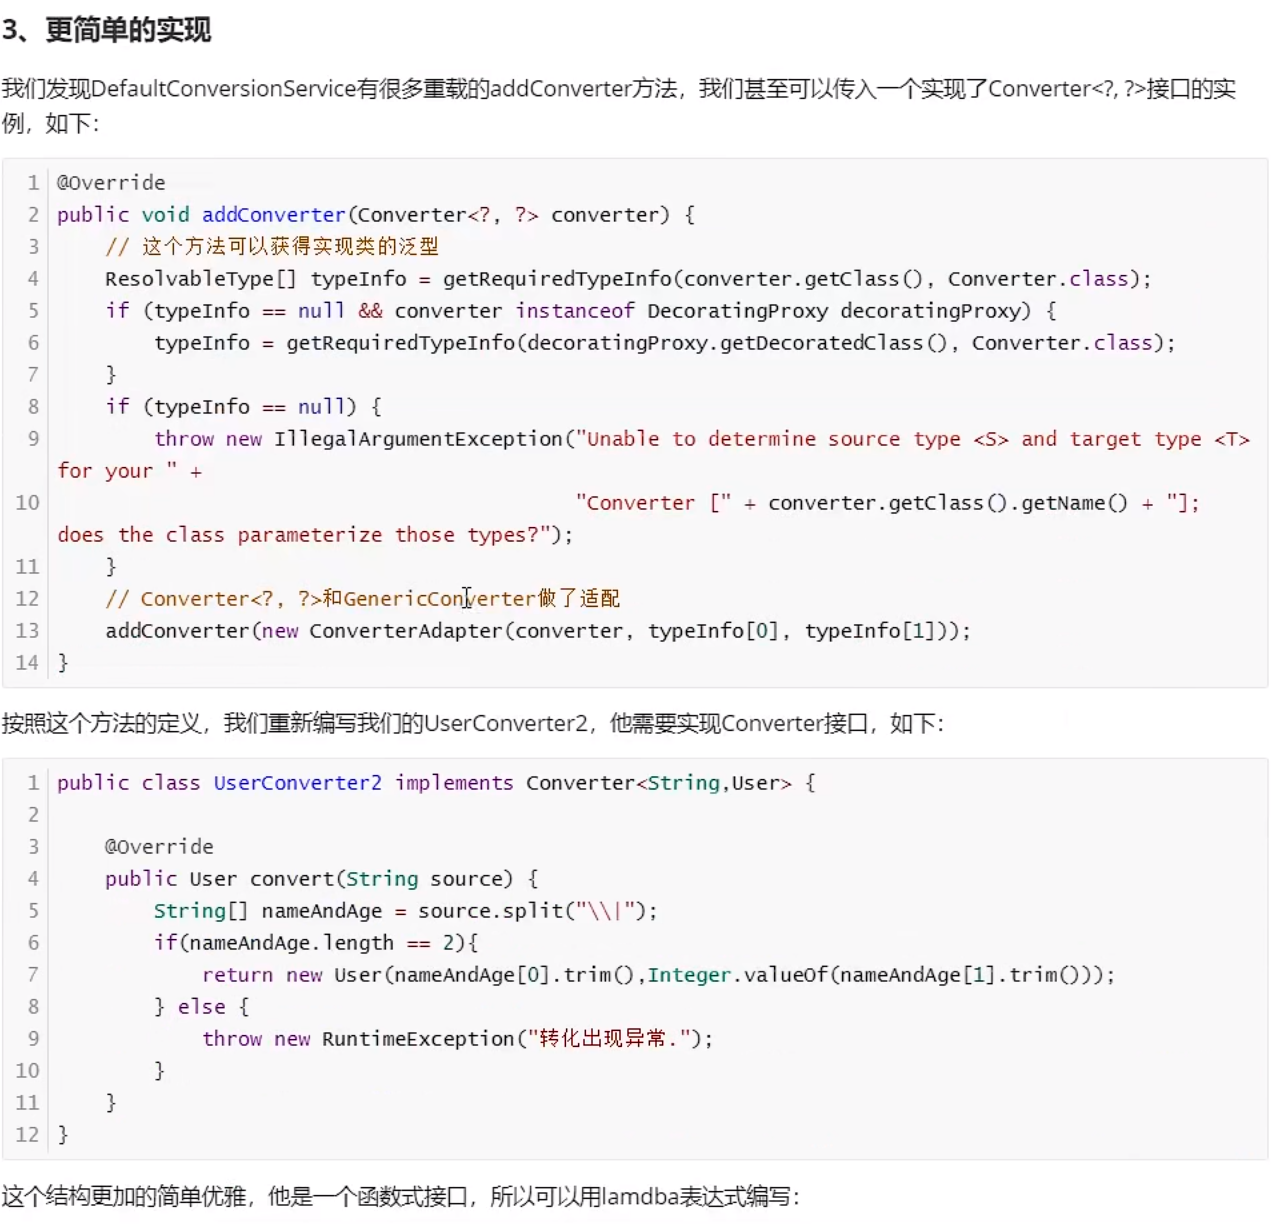 3、更简单的实现
我们发现DefaultConversionService有很多重载的addConverter方法，我们甚至可以传入一个实现了Converter<?, ?>接口的实
例，如下：
1 @Override
2 public void addConverter(Converter<?, ?> converter) {
3     // 这个方法可以获得实现类的泛型
4     ResolvableType[] typeInfo = getRequiredTypeInfo(converter.getClass(), Converter.class);
5     if (typeInfo == null && converter instanceof DecoratingProxy decoratingProxy) {
6         typeInfo = getRequiredTypeInfo(decoratingProxy.getDecoratedClass(), Converter.class);
7     }
8     if (typeInfo == null) {
9         throw new IllegalArgumentException("Unable to determine source type <S> and target type <T>
for your " +
10                                            "Converter [" + converter.getClass().getName() + "];
does the class parameterize those types?");
11     }
12     // Converter<?, ?>和GenericConverter做了适配
13     addConverter(new ConverterAdapter(converter, typeInfo[0], typeInfo[1]));
14 }
按照这个方法的定义，我们重新编写我们的UserConverter2，他需要实现Converter接口，如下：
1 public class UserConverter2 implements Converter<String,User> {
2
3     @Override
4     public User convert(String source) {
5         String[] nameAndAge = source.split("\\|");
6         if(nameAndAge.length == 2){
7             return new User(nameAndAge[0].trim(),Integer.valueOf(nameAndAge[1].trim()));
8         } else {
9             throw new RuntimeException("转化出现异常.");
10         }
11     }
12 }
这个结构更加的简单优雅，他是一个函数式接口，所以可以用lamdba表达式编写：